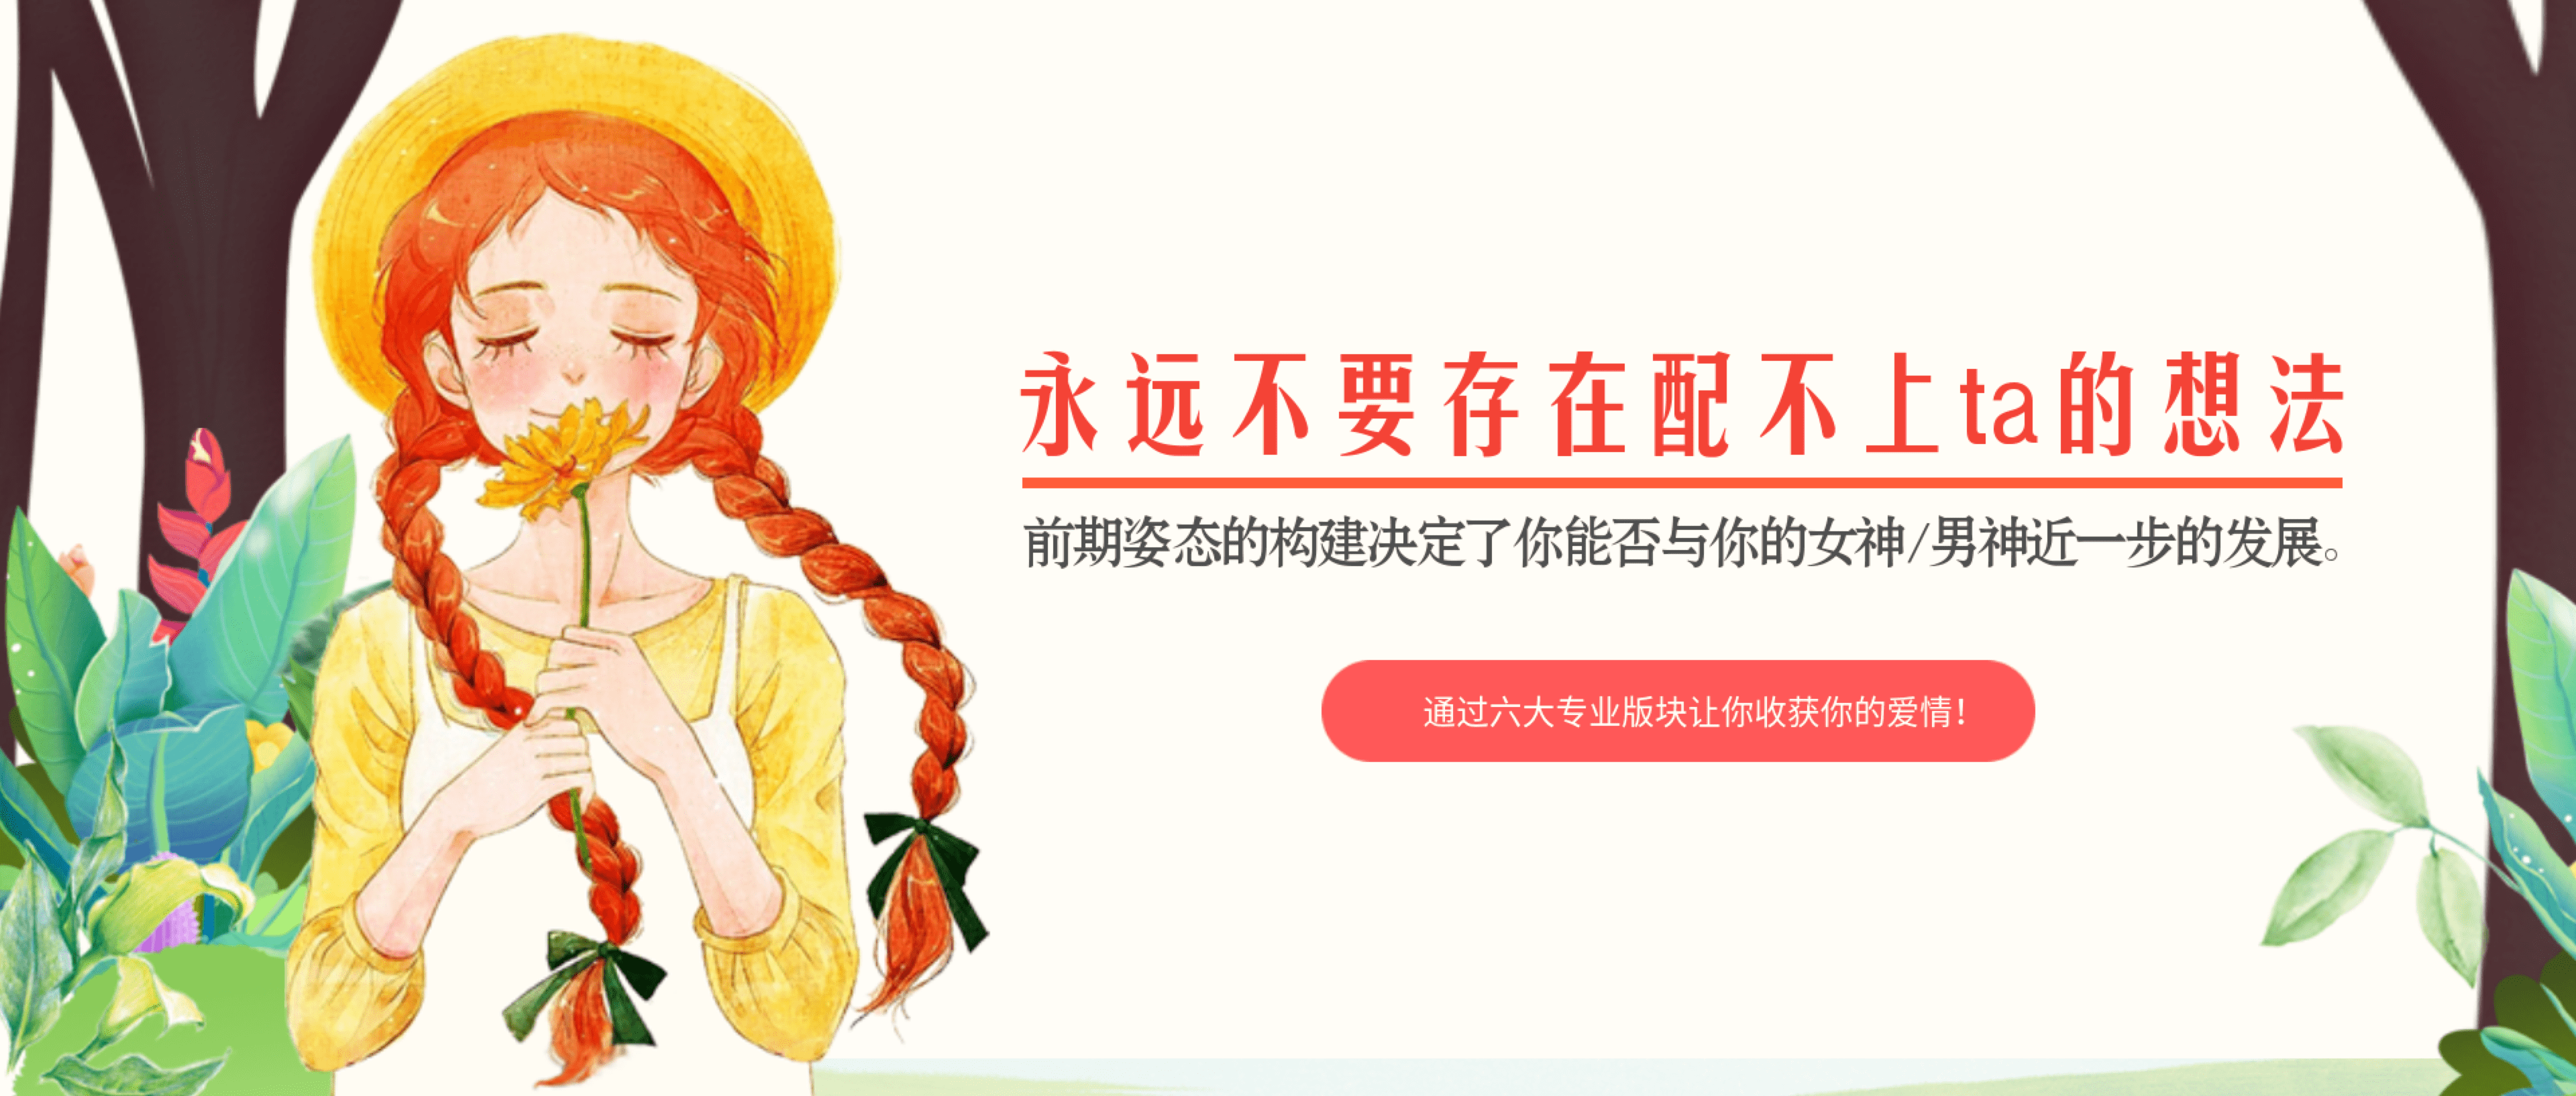 永远不要存在配不上ta的想法
前期姿态的构建决定了你能否与你的女神/男神近一步的发展。
通过六大专业版块让你收获你的爱情！